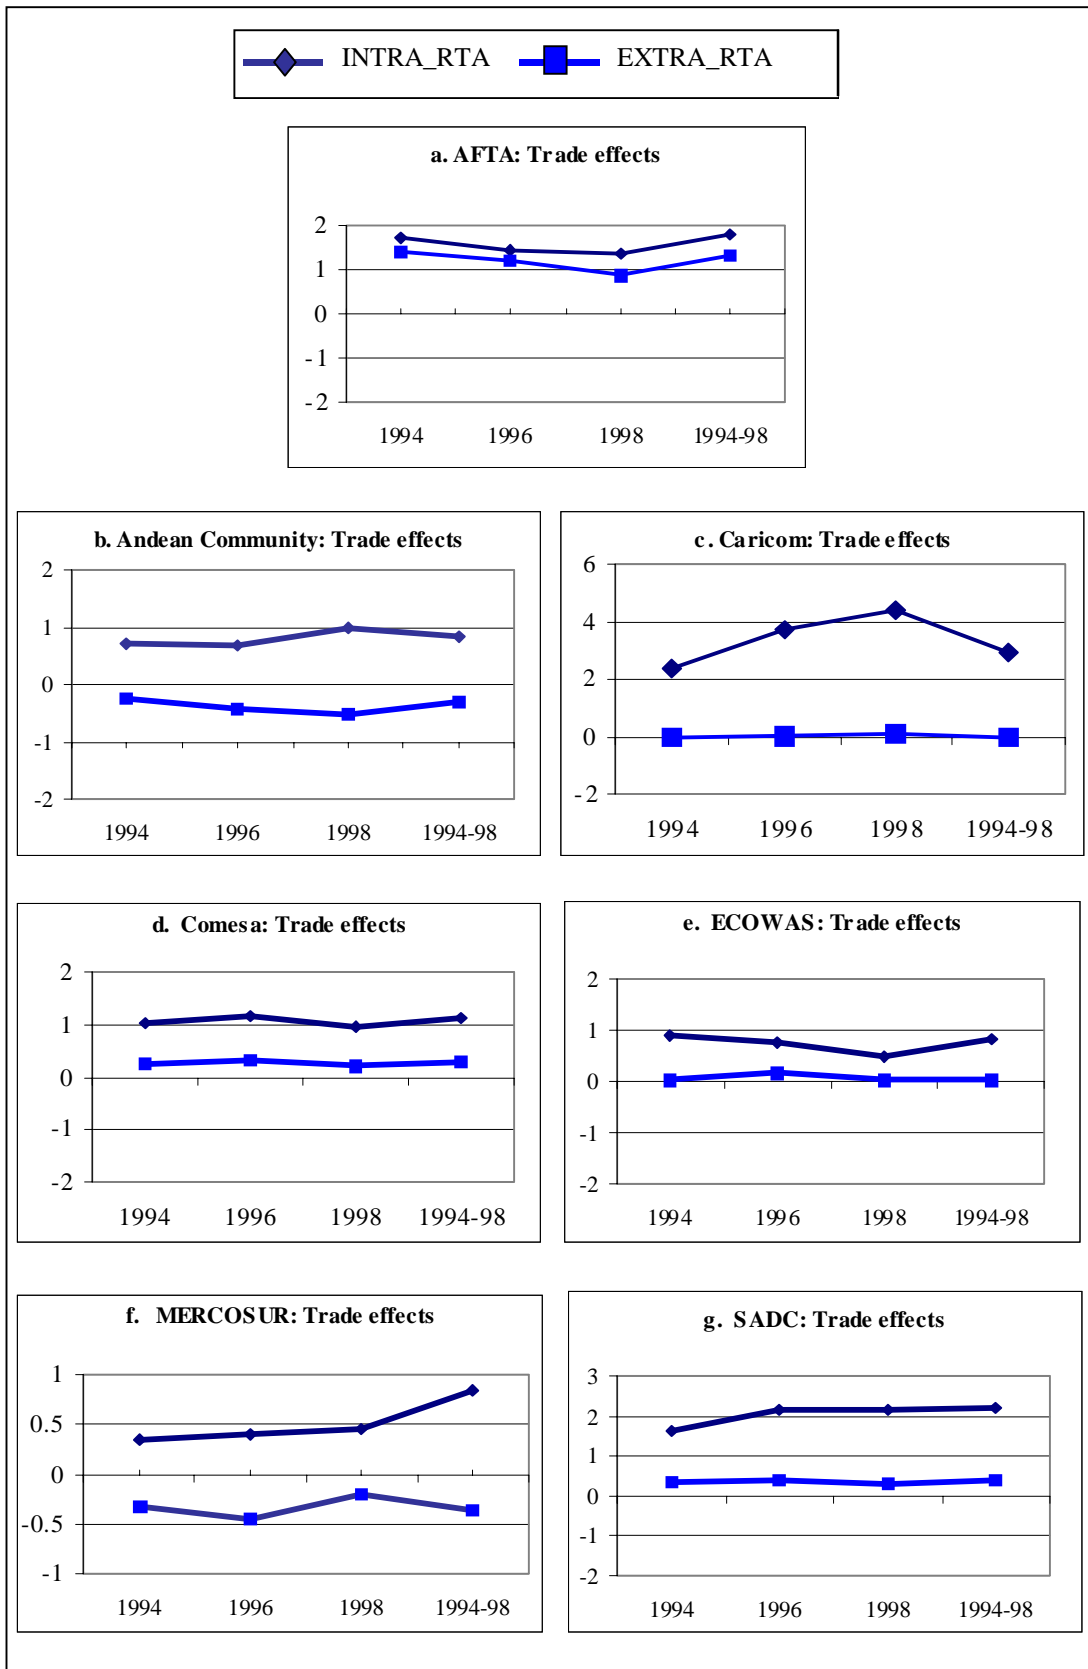 INTRA_RTA EXTRA_RTA
a. AFTA: Trade effects
2
1
0
-1
-2
1994 1996 1998 1994-98
b. Andean Community: Trade effects
2
1
0
-1
-2
1994 1996 1998 1994-98
c. Caricom: Trade effects
6
4
2
0
-2
1994 1996 1998 1994-98
d. Comesa: Trade effects
2
1
0
-1
-2
1994 1996 1998 1994-98
e. ECOWAS: Trade effects
2
1
0
-1
-2
1994 1996 1998 1994-98
f. MERCOSUR: Trade effects
1
0.5
0
-0.5
-1
1994 1996 1998 1994-98
g. SADC: Trade effects
3
2
1
0
-1
-2
1994 1996 1998 1994-98